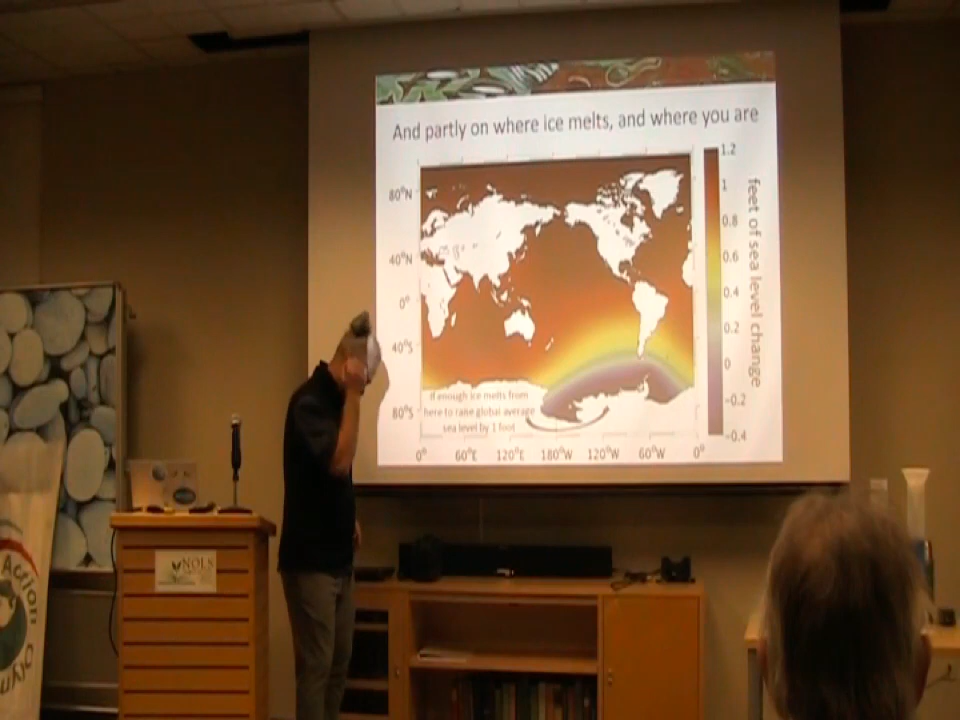 And partly on where ice melts, and where you are
80°N
40°N
0°
40°S
80°S
0°
60°E
120°E
180°W
120°W
60°W
0°
If enough ice melts from
here to raise global average
sea level by 1 foot
1.2
1
0.8
0.6
0.4
0.2
0
-0.2
-0.4
feet of sea level change
NOLS
Action